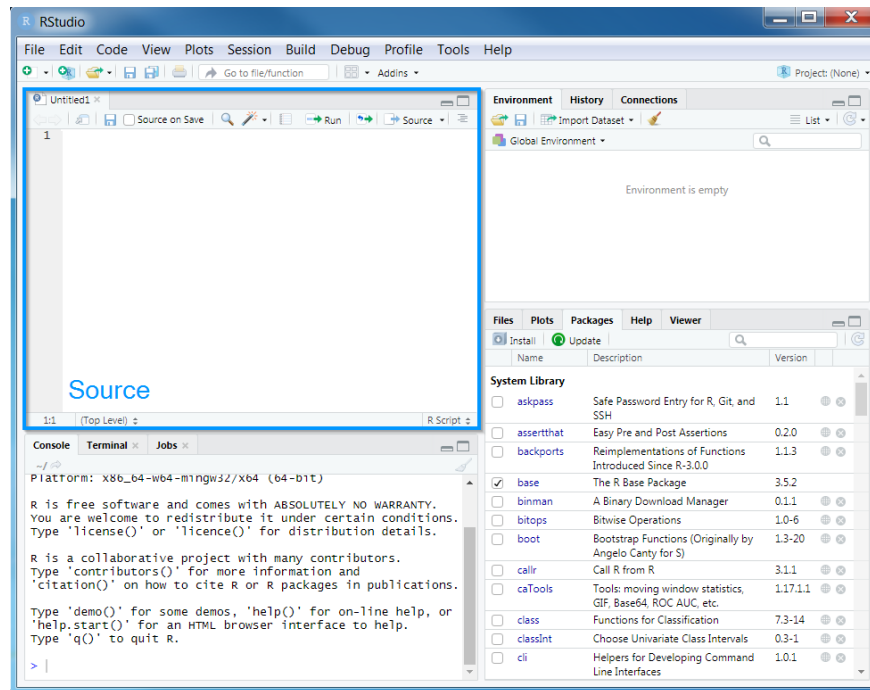 RStudio
File Edit Code View Plots Session Build Debug Profile Tools Help
Go to file/function Addins Project: (None)
Untitled1
Source on Save Run Source
1
Source
1:1 (Top Level) R Script
Console Terminal Jobs
~/
Platform: x86_64-w64-mingw32/x64 (64-bit)
R is free software and comes with ABSOLUTELY NO WARRANTY.
You are welcome to redistribute it under certain conditions.
Type 'license()' or 'licence()' for distribution details.
R is a collaborative project with many contributors.
Type 'contributors()' for more information and
'citation()' on how to cite R or R packages in publications.
Type 'demo()' for some demos, 'help()' for on-line help, or
'help.start()' for an HTML browser interface to help.
Type 'q()' to quit R.
>
Environment History Connections
Import Dataset List
Global Environment
Environment is empty
Files Plots Packages Help Viewer
Install Update
Name Description Version
System Library
askpass Safe Password Entry for R, Git, and 1.1
SSH
assertthat Easy Pre and Post Assertions 0.2.0
backports Reimplementations of Functions 1.1.3
Introduced Since R-3.0.0
base The R Base Package 3.5.2
binman A Binary Download Manager 0.1.1
bitops Bitwise Operations 1.0-6
boot Bootstrap Functions (Originally by 1.3-20
Angelo Canty for S)
callr Call R from R 3.1.1
caTools Tools: moving window statistics, 1.17.1.1
GIF, Base64, ROC AUC, etc.
class Functions for Classification 7.3-14
classInt Choose Univariate Class Intervals 0.3-1
cli Helpers for Developing Command 1.0.1
Line Interfaces